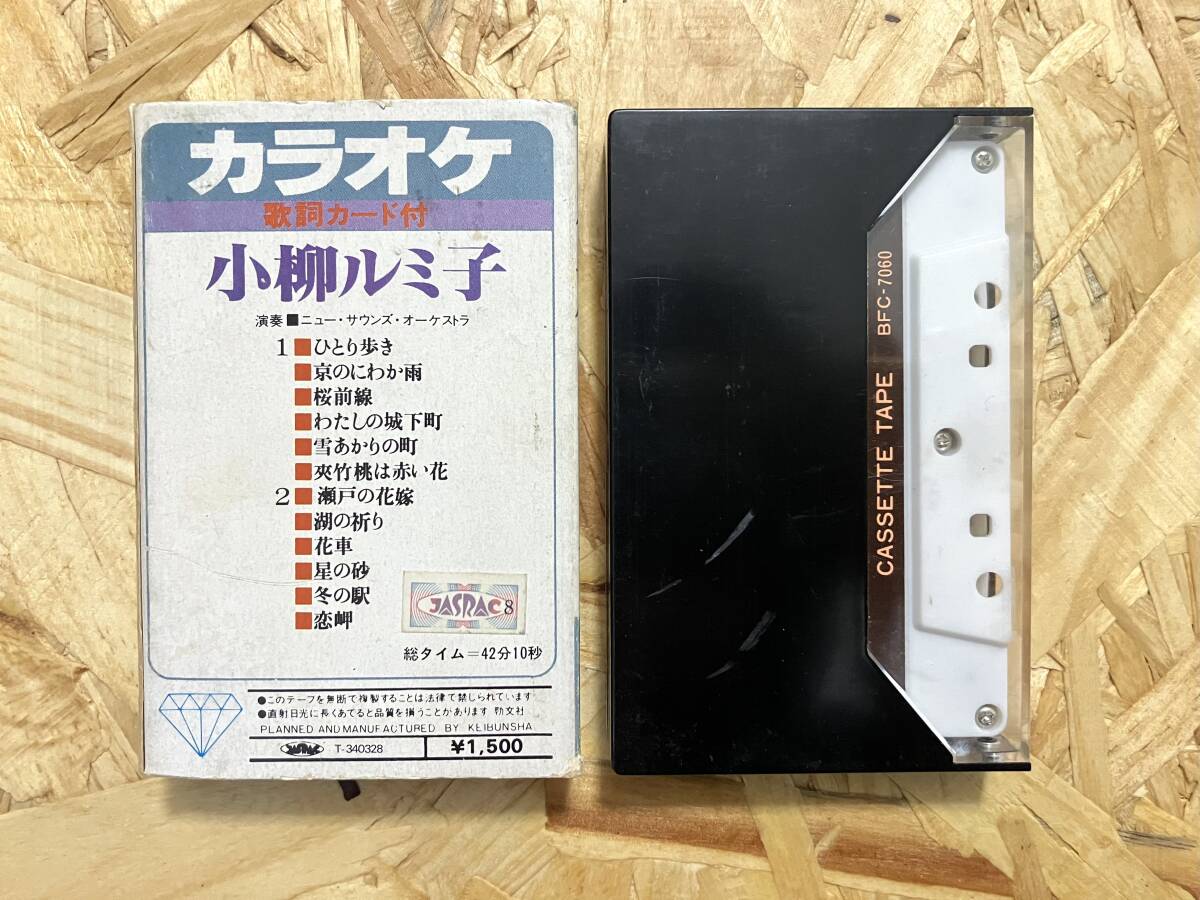 カラオケ
歌詞カード付
小柳ルミ子
演奏■ニュー・サウンズ・オーケストラ
1■ひとり歩き
■京のにわか雨
■桜前線
■わたしの城下町
■雪あかりの町
■夾竹桃は赤い花
2■瀬戸の花嫁
■湖の祈り
■花車
■星の砂
■冬の駅
■恋岬
JASRAC 8
総タイム=42分10秒
●このテープを無断で複製することは法律で禁じられています
●直射日光に長くあてると品質を損うことがあります 勁文社
PLANNED AND MANUFACTURED BY KEIBUNSHA
JASRAC T-340328 ¥1,500
CASSETTE TAPE BFC-7060